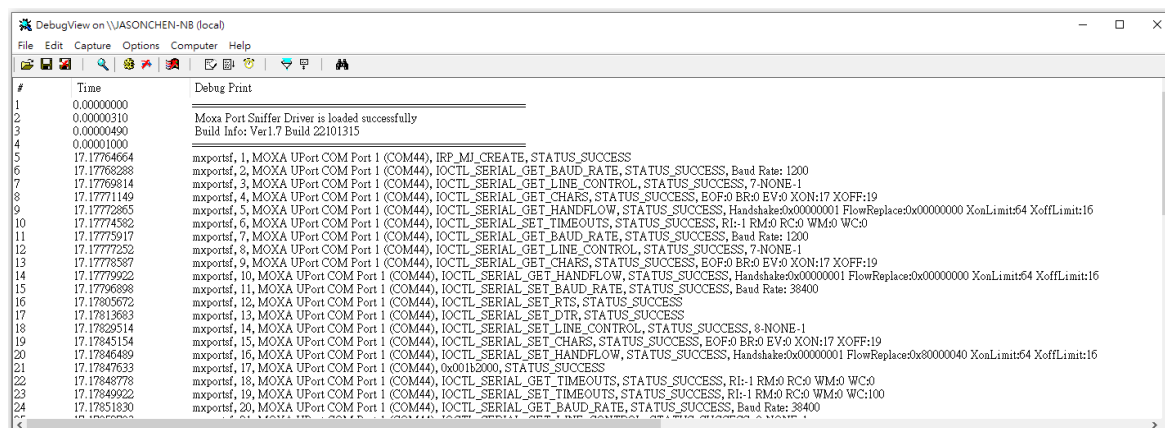 DebugView on \\JASONCHEN-NB (local)
File Edit Capture Options Computer Help
# Time Debug Print
1 0.00000000 ══════════════════════════════
2 0.00000310 Moxa Port Sniffer Driver is loaded successfully
3 0.00000490 Build Info: Ver1.7 Build 22101315
4 0.00001000 ══════════════════════════════
5 17.17764664 mxportsf, 1, MOXA UPort COM Port 1 (COM44), IRP_MJ_CREATE, STATUS_SUCCESS
6 17.17768288 mxportsf, 2, MOXA UPort COM Port 1 (COM44), IOCTL_SERIAL_GET_BAUD_RATE, STATUS_SUCCESS, Baud Rate: 1200
7 17.17769814 mxportsf, 3, MOXA UPort COM Port 1 (COM44), IOCTL_SERIAL_GET_LINE_CONTROL, STATUS_SUCCESS, 7-NONE-1
8 17.17771149 mxportsf, 4, MOXA UPort COM Port 1 (COM44), IOCTL_SERIAL_GET_CHARS, STATUS_SUCCESS, EOF:0 BR:0 EV:0 XON:17 XOFF:19
9 17.17772865 mxportsf, 5, MOXA UPort COM Port 1 (COM44), IOCTL_SERIAL_GET_HANDFLOW, STATUS_SUCCESS, Handshake:0x00000001 FlowReplace:0x00000000 XonLimit:64 XoffLimit:16
10 17.17774582 mxportsf, 6, MOXA UPort COM Port 1 (COM44), IOCTL_SERIAL_SET_TIMEOUTS, STATUS_SUCCESS, RI:-1 RM:0 RC:0 WM:0 WC:0
11 17.17775917 mxportsf, 7, MOXA UPort COM Port 1 (COM44), IOCTL_SERIAL_GET_BAUD_RATE, STATUS_SUCCESS, Baud Rate: 1200
12 17.17777252 mxportsf, 8, MOXA UPort COM Port 1 (COM44), IOCTL_SERIAL_GET_LINE_CONTROL, STATUS_SUCCESS, 7-NONE-1
13 17.17778587 mxportsf, 9, MOXA UPort COM Port 1 (COM44), IOCTL_SERIAL_GET_CHARS, STATUS_SUCCESS, EOF:0 BR:0 EV:0 XON:17 XOFF:19
14 17.17779922 mxportsf, 10, MOXA UPort COM Port 1 (COM44), IOCTL_SERIAL_GET_HANDFLOW, STATUS_SUCCESS, Handshake:0x00000001 FlowReplace:0x00000000 XonLimit:64 XoffLimit:16
15 17.17796898 mxportsf, 11, MOXA UPort COM Port 1 (COM44), IOCTL_SERIAL_SET_BAUD_RATE, STATUS_SUCCESS, Baud Rate: 38400
16 17.17805672 mxportsf, 12, MOXA UPort COM Port 1 (COM44), IOCTL_SERIAL_SET_RTS, STATUS_SUCCESS
17 17.17813683 mxportsf, 13, MOXA UPort COM Port 1 (COM44), IOCTL_SERIAL_SET_DTR, STATUS_SUCCESS
18 17.17829514 mxportsf, 14, MOXA UPort COM Port 1 (COM44), IOCTL_SERIAL_SET_LINE_CONTROL, STATUS_SUCCESS, 8-NONE-1
19 17.17845154 mxportsf, 15, MOXA UPort COM Port 1 (COM44), IOCTL_SERIAL_SET_CHARS, STATUS_SUCCESS, EOF:0 BR:0 EV:0 XON:17 XOFF:19
20 17.17846489 mxportsf, 16, MOXA UPort COM Port 1 (COM44), IOCTL_SERIAL_SET_HANDFLOW, STATUS_SUCCESS, Handshake:0x00000001 FlowReplace:0x80000040 XonLimit:64 XoffLimit:16
21 17.17847633 mxportsf, 17, MOXA UPort COM Port 1 (COM44), 0x001b2000, STATUS_SUCCESS
22 17.17848778 mxportsf, 18, MOXA UPort COM Port 1 (COM44), IOCTL_SERIAL_GET_TIMEOUTS, STATUS_SUCCESS, RI:-1 RM:0 RC:0 WM:0 WC:0
23 17.17849922 mxportsf, 19, MOXA UPort COM Port 1 (COM44), IOCTL_SERIAL_SET_TIMEOUTS, STATUS_SUCCESS, RI:-1 RM:0 RC:0 WM:0 WC:100
24 17.17851830 mxportsf, 20, MOXA UPort COM Port 1 (COM44), IOCTL_SERIAL_GET_BAUD_RATE, STATUS_SUCCESS, Baud Rate: 38400